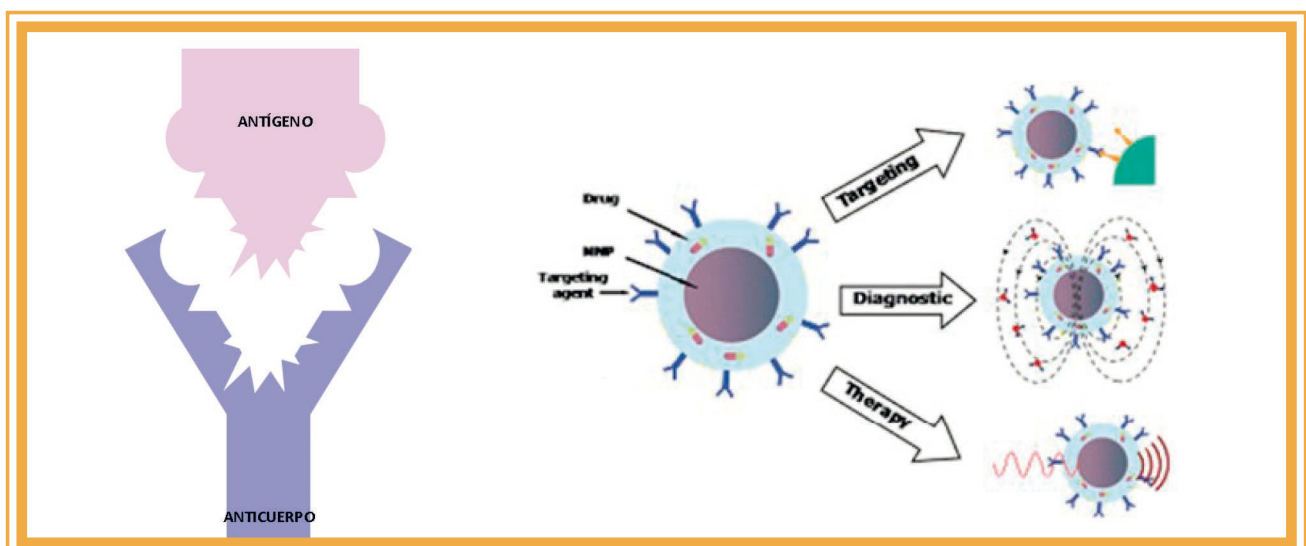 ANTÍGENO
ANTICUERPO
Drug
MNP
Targeting
agent
Targeting
Diagnostic
Therapy